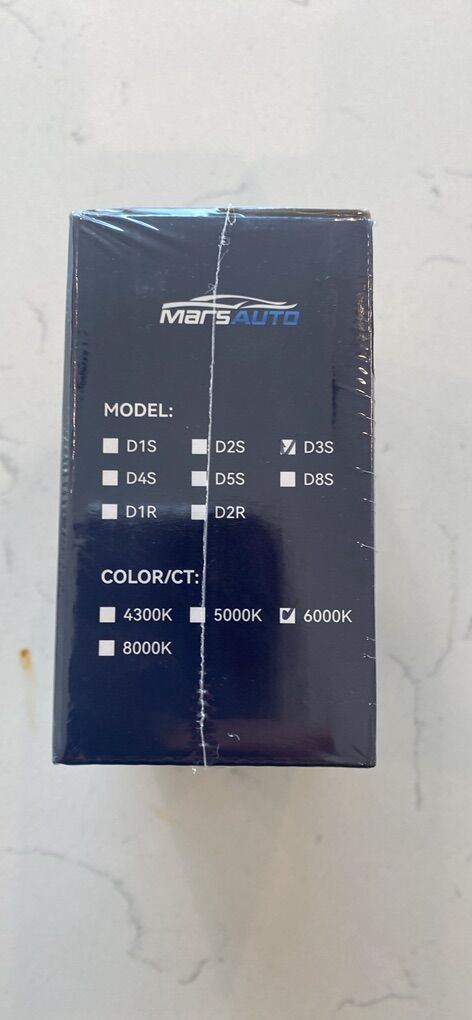 MarsAUTO
MODEL:
D1S D2S D3S
D4S D5S D8S
D1R D2R
COLOR/CT:
4300K 5000K 6000K
8000K